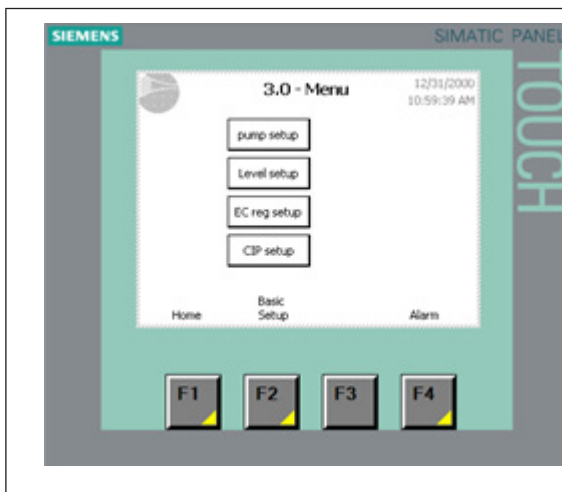 SIEMENS
SIMATIC PANEL
TOUCH
3.0 - Menu
12/31/2000
10:59:39 AM
pump setup
Level setup
EC reg setup
CIP setup
Home
Basic
Setup
Alarm
F1
F2
F3
F4